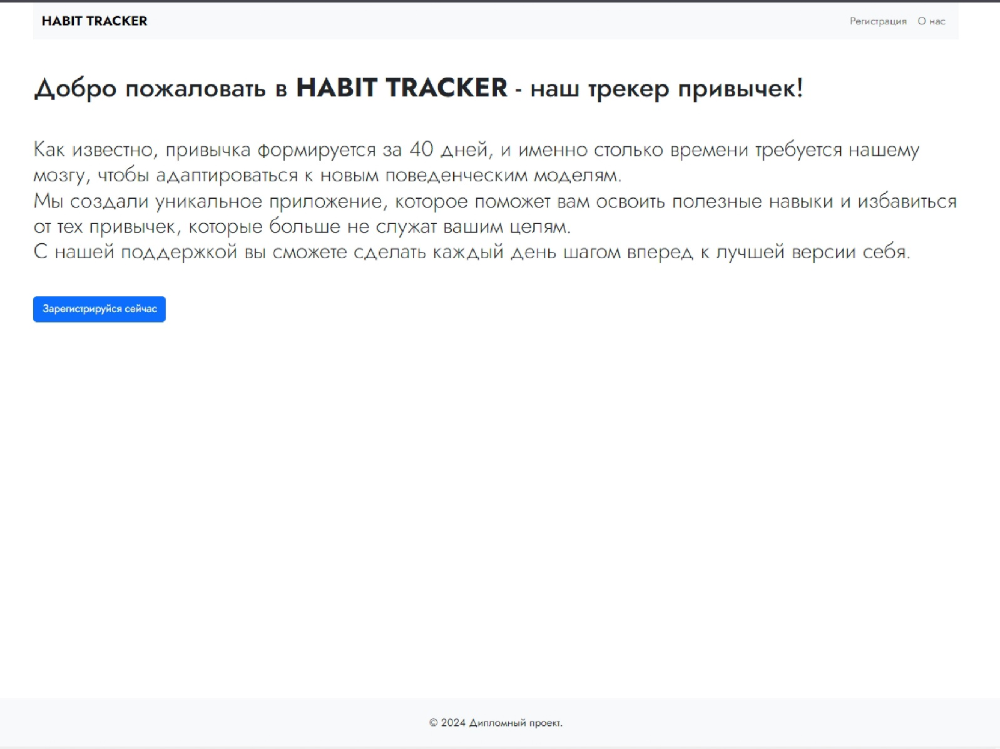 HABIT TRACKER
Регистрация О нас
Добро пожаловать в HABIT TRACKER - наш трекер привычек!
Как известно, привычка формируется за 40 дней, и именно столько времени требуется нашему
мозгу, чтобы адаптироваться к новым поведенческим моделям.
Мы создали уникальное приложение, которое поможет вам освоить полезные навыки и избавиться
от тех привычек, которые больше не служат вашим целям.
С нашей поддержкой вы сможете сделать каждый день шагом вперед к лучшей версии себя.
Зарегистрируйся сейчас
© 2024 Дипломный проект.